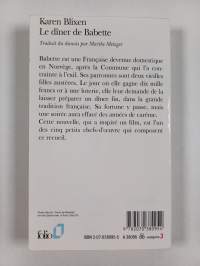 Karen Blixen
Le dîner de Babette
Traduit du danois par Marthe Metzger
Babette est une Française devenue domestique
en Norvège, après la Commune qui l'a con-
trainte à l'exil. Ses patronnes sont deux vieilles
filles austères. Le jour où elle gagne dix mille
francs or à une loterie, elle leur demande de la
laisser préparer un dîner fin, dans la grande
tradition française. Sa fortune y passe, mais
une soirée aura effacé des années de carême.
Cette nouvelle, qui a inspiré un film, est l'un
des cinq petits chefs-d'œuvre qui composent
ce recueil.
folio